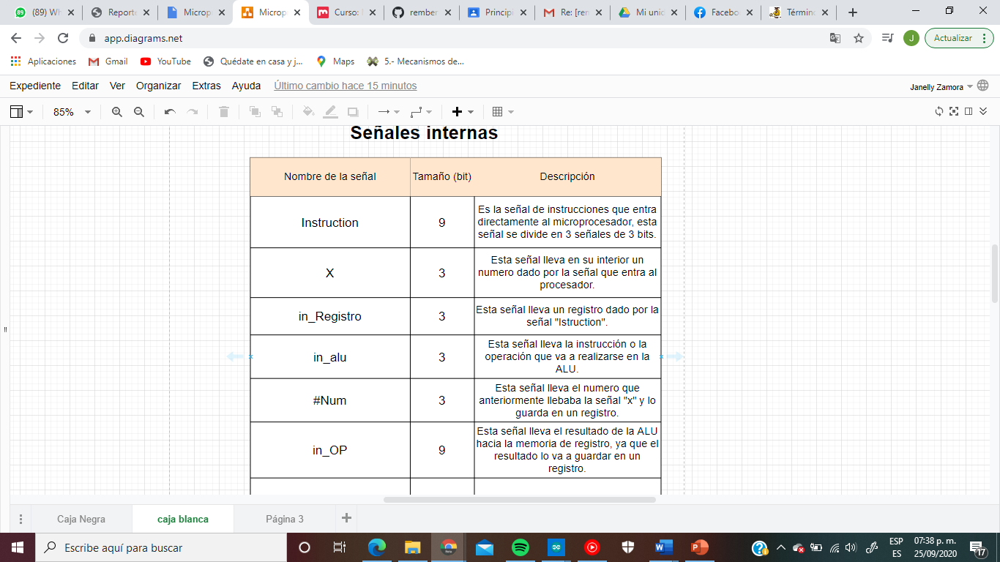 (89) Wh
Reporte
Microp
Microp
Curso:
rember
Princip
Re: [rer
Mi unic
Facebo
Términ
app.diagrams.net
J
Actualizar
Aplicaciones
Gmail
YouTube
Quédate en casa y j...
Maps
5.- Mecanismos de...
Expediente
Editar
Ver
Organizar
Extras
Ayuda
Último cambio hace 15 minutos
Janelly Zamora
85%
Señales internas
Nombre de la señal
Tamaño (bit)
Descripción
Instruction
9
Es la señal de instrucciones que entra
directamente al microprocesador, esta
señal se divide en 3 señales de 3 bits.
X
3
Esta señal lleva en su interior un
numero dado por la señal que entra al
procesador.
in_Registro
3
Esta señal lleva un registro dado por la
señal "Istruction".
in_alu
3
Esta señal lleva la instrucción o la
operación que va a realizarse en la
ALU.
#Num
3
Esta señal lleva el numero que
anteriormente llebaba la señal "x" y lo
guarda en un registro.
in_OP
9
Esta señal lleva el resultado de la ALU
hacia la memoria de registro, ya que el
resultado lo va a guardar en un
registro.
Caja Negra
caja blanca
Página 3
Escribe aquí para buscar
ESP
ES
07:38 p. m.
25/09/2020
17